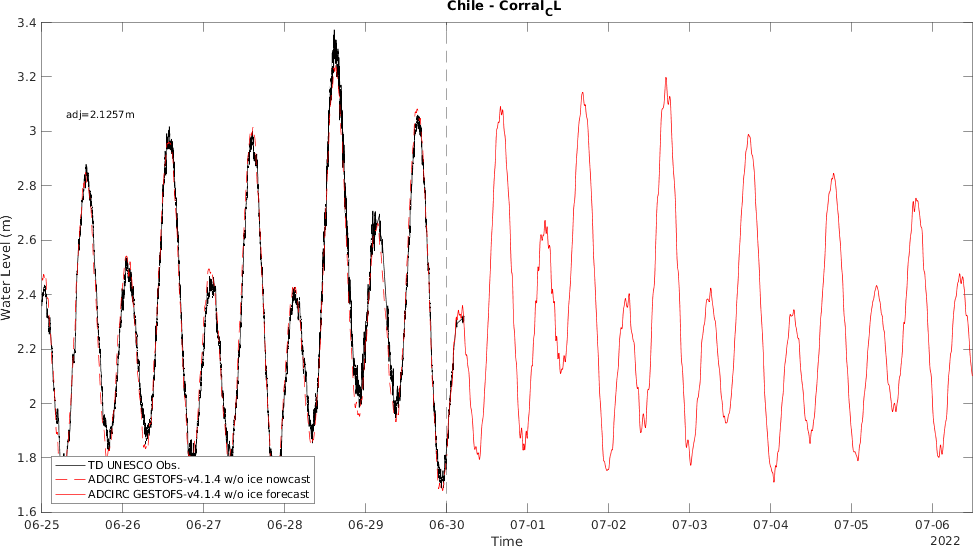 Chile - Corral_CL
3.4
3.2
3
2.8
2.6
2.4
2.2
2
1.8
1.6
Water Level (m)
adj=2.1257m
TD UNESCO Obs.
ADCIRC GESTOFS-v4.1.4 w/o ice nowcast
ADCIRC GESTOFS-v4.1.4 w/o ice forecast
06-25 06-26 06-27 06-28 06-29 06-30 07-01 07-02 07-03 07-04 07-05 07-06
Time
2022